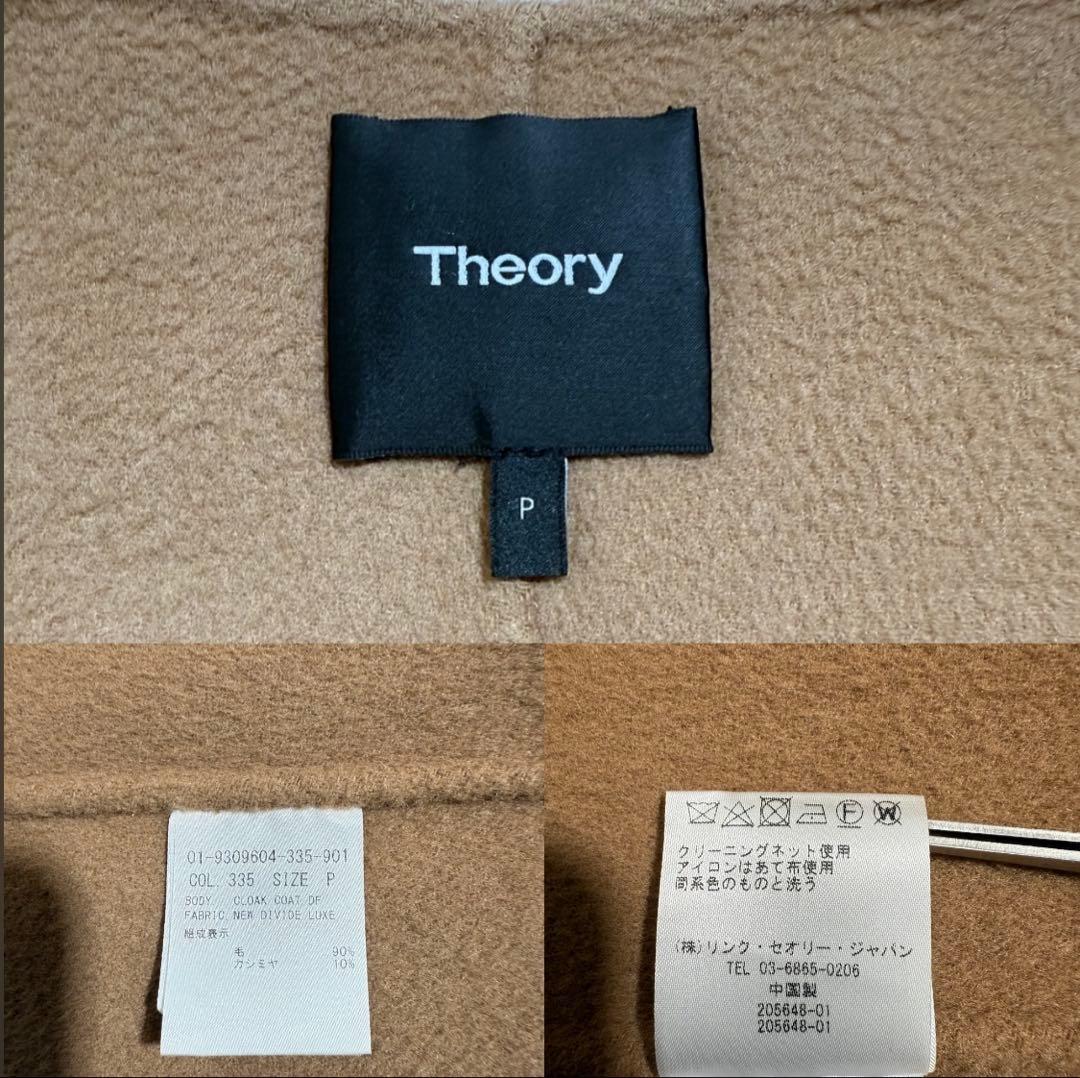 Theory
P
01-9309604-335-901
COL. 335 SIZE P
BODY. CLOAK COAT DF
FABRIC. NEW DIVIDE LUXE
組成表示
毛 90%
カシミヤ 10%
F W
クリーニングネット使用
アイロンはあて布使用
同系色のものと洗う
(株)リンク・セオリー・ジャパン
TEL 03-6865-0206
中国製
205648-01
205648-01